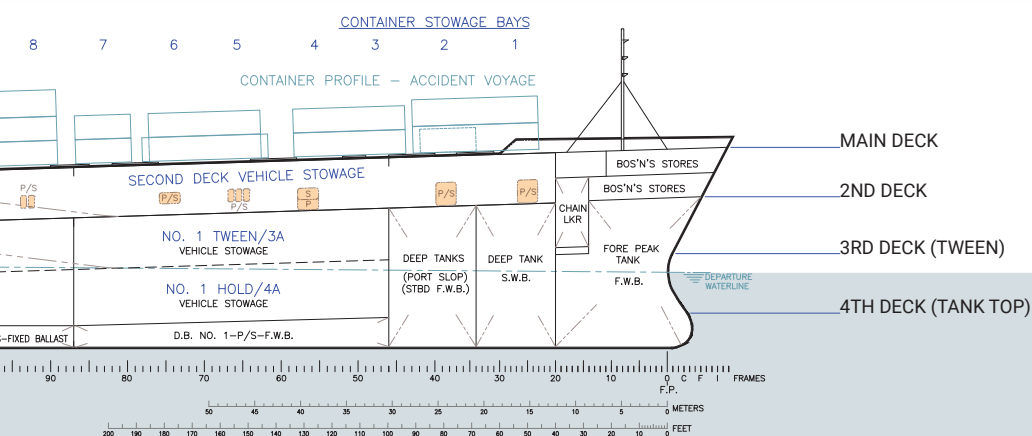 CONTAINER STOWAGE BAYS
8 7 6 5 4 3 2 1
CONTAINER PROFILE – ACCIDENT VOYAGE
MAIN DECK
BOS'N'S STORES
SECOND DECK VEHICLE STOWAGE
P/S
P/S
P/S
S
P
P/S
P/S
BOS'N'S STORES
2ND DECK
CHAIN
LKR
NO. 1 TWEEN/3A
VEHICLE STOWAGE
DEEP TANKS
(PORT SLOP)
(STBD F.W.B.)
DEEP TANK
S.W.B.
FORE PEAK
TANK
F.W.B.
3RD DECK (TWEEN)
DEPARTURE
WATERLINE
NO. 1 HOLD/4A
VEHICLE STOWAGE
4TH DECK (TANK TOP)
S-FIXED BALLAST
D.B. NO. 1-P/S-F.W.B.
90 80 70 60 50 40 30 20 10 0 C F I FRAMES
F.P.
50 45 40 35 30 25 20 15 10 5 0 METERS
200 190 180 170 160 150 140 130 120 110 100 90 80 70 60 50 40 30 20 10 0 FEET